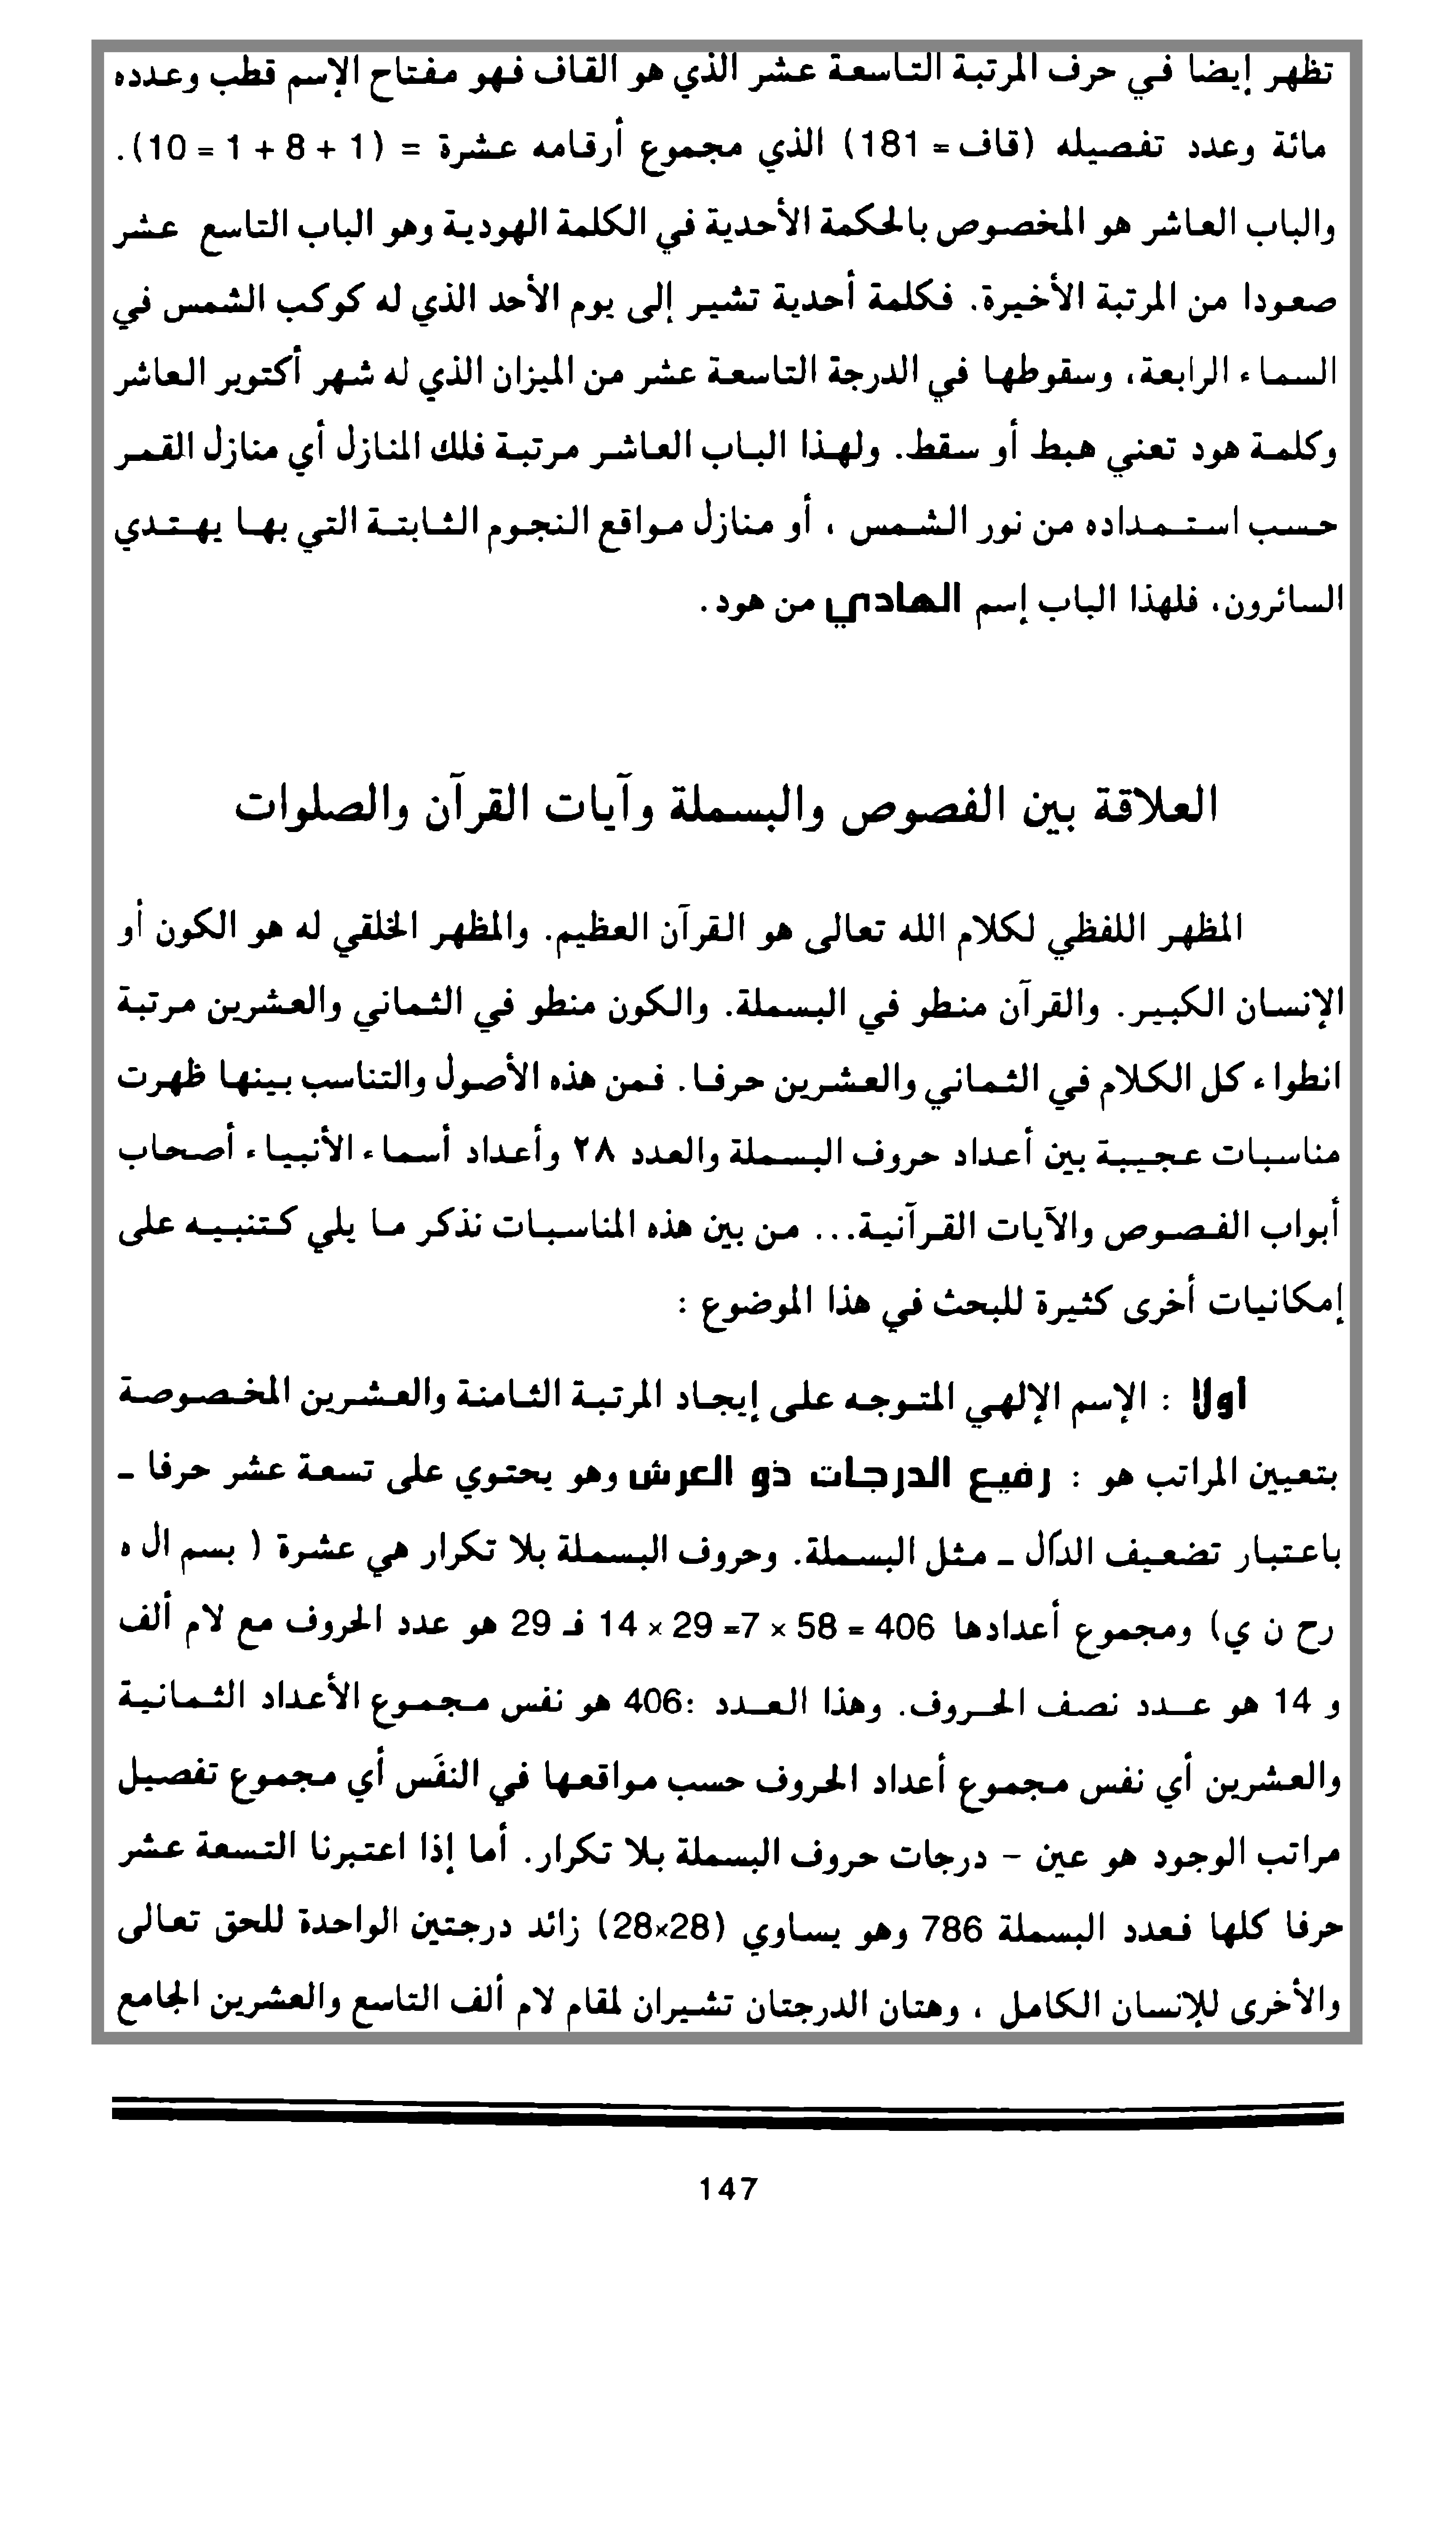 تظهر إيضا في حرف المرتبة التاسعة عشر الذي هو القاف فهو مفتاح الإسم قطب وعدده
مائة وعدد تفصيله (قاف = 181) الذي مجموع أرقامه عشرة = (1 + 8 + 1 = 10).
والباب العاشر هو المخصوص بالحكمة الأحدية في الكلمة الهودية وهو الباب التاسع عشر
صعودا من المرتبة الأخيرة. فكلمة أحدية تشير إلى يوم الأحد الذي له كوكب الشمس في
السماء الرابعة، وسقوطها في الدرجة التاسعة عشر من الميزان الذي له شهر أكتوبر العاشر
وكلمة هود تعني هبط أو سقط. ولهذا الباب العاشر مرتبة فلك المنازل أي منازل القمر
حسب استمداده من نور الشمس ، أو منازل مواقع النجوم الثابتة التي بها يهتدي
السائرون، فلهذا الباب إسم الهادي من هود.
العلاقة بين الفصوص والبسملة وآيات القرآن والصلوات
المظهر اللفظي لكلام الله تعالى هو القرآن العظيم. والمظهر الخلقي له هو الكون أو
الإنسان الكبير. والقرآن منطو في البسملة. والكون منطو في الثماني والعشرين مرتبة
انطواء كل الكلام في الثماني والعشرين حرفا. فمن هذه الأصول والتناسب بينها ظهرت
مناسبات عجيبة بين أعداد حروف البسملة والعدد ٢٨ وأعداد أسماء الأنبياء أصحاب
أبواب الفصوص والآيات القرآنية... من بين هذه المناسبات نذكر ما يلي كتنبيه على
إمكانيات أخرى كثيرة للبحث في هذا الموضوع :
أولا : الإسم الإلهي المتوجه على إيجاد المرتبة الثامنة والعشرين المخصوصة
بتعيين المراتب هو : رفيع الدرجات ذو العرش وهو يحتوي على تسعة عشر حرفا -
باعتبار تضعيف الدال - مثل البسملة. وحروف البسملة بلا تكرار هي عشرة ( بسم ال ه
رح ن ي) ومجموع أعدادها 406 = 58 × 7= 29 × 14 فـ 29 هو عدد الحروف مع لام ألف
و 14 هو عدد نصف الحروف. وهذا العدد :406 هو نفس مجموع الأعداد الثمانية
والعشرين أي نفس مجموع أعداد الحروف حسب مواقعها في النفَس أي مجموع تفصيل
مراتب الوجود هو عين - درجات حروف البسملة بلا تكرار. أما إذا اعتبرنا التسعة عشر
حرفا كلها فعدد البسملة 786 وهو يساوي (28×28) زائد درجتين الواحدة للحق تعالى
والأخرى للإنسان الكامل ، وهتان الدرجتان تشيران لمقام لام ألف التاسع والعشرين الجامع
147